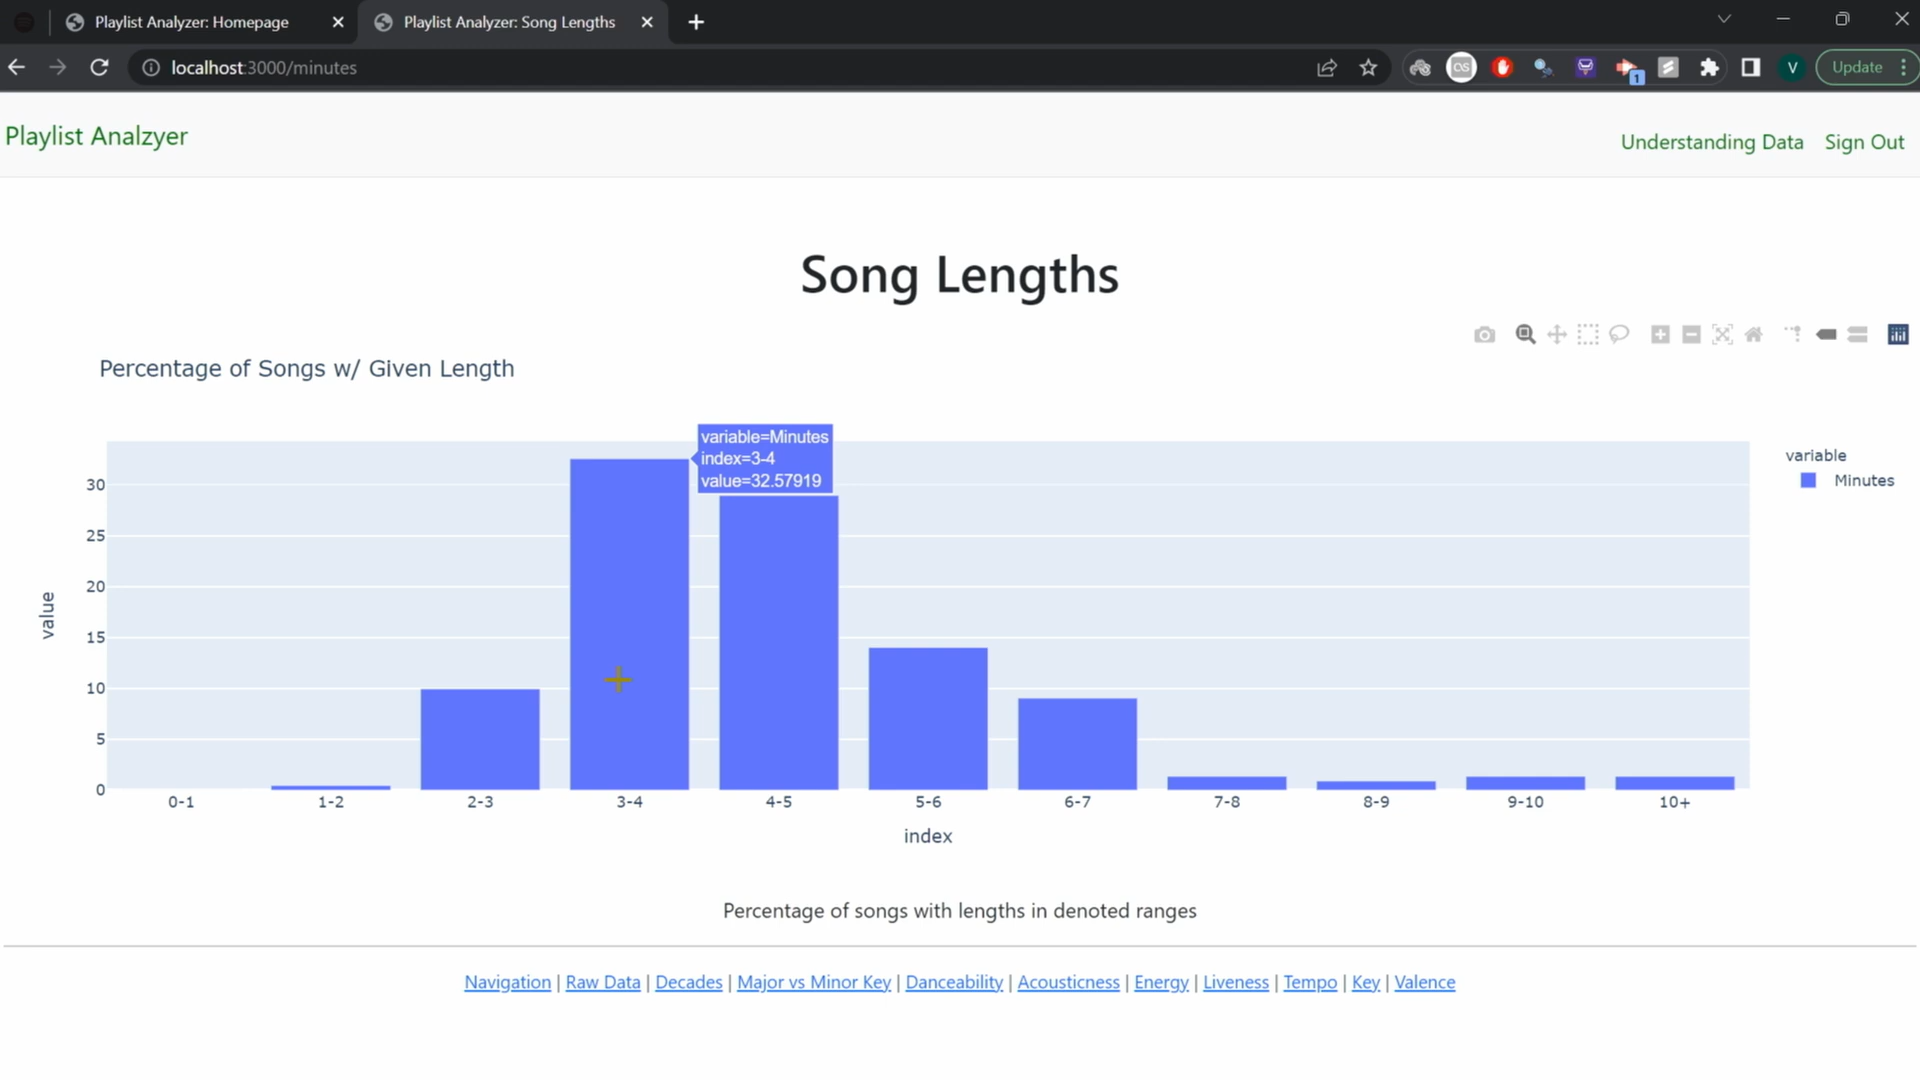 Playlist Analyzer: Homepage
Playlist Analyzer: Song Lengths
localhost:3000/minutes
1
V
Update
Playlist Analzyer
Understanding Data
Sign Out
Song Lengths
Percentage of Songs w/ Given Length
variable=Minutes
index=3-4
value=32.57919
variable
Minutes
30
25
20
15
10
5
0
value
0-1
1-2
2-3
3-4
4-5
5-6
6-7
7-8
8-9
9-10
10+
index
Percentage of songs with lengths in denoted ranges
Navigation | Raw Data | Decades | Major vs Minor Key | Danceability | Acousticness | Energy | Liveness | Tempo | Key | Valence